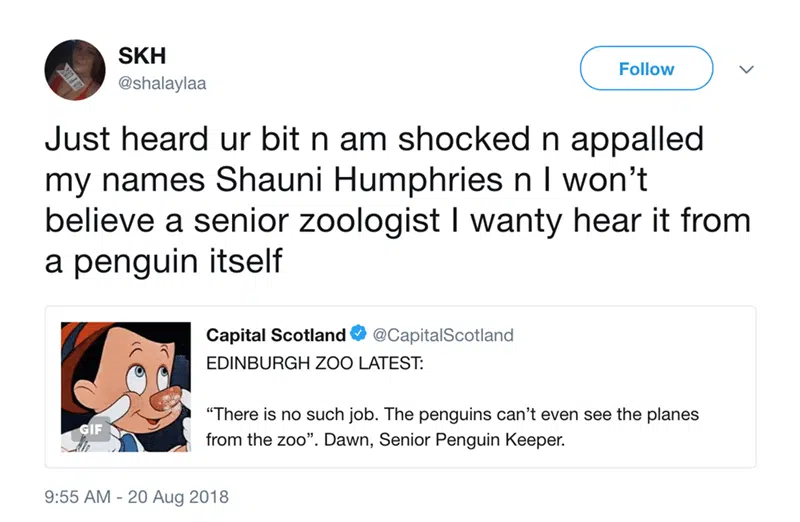 SKH
@shalaylaa
Follow
Just heard ur bit n am shocked n appalled
my names Shauni Humphries n I won’t
believe a senior zoologist I wanty hear it from
a penguin itself
Capital Scotland @CapitalScotland
EDINBURGH ZOO LATEST:
“There is no such job. The penguins can’t even see the planes
from the zoo”. Dawn, Senior Penguin Keeper.
GIF
9:55 AM - 20 Aug 2018